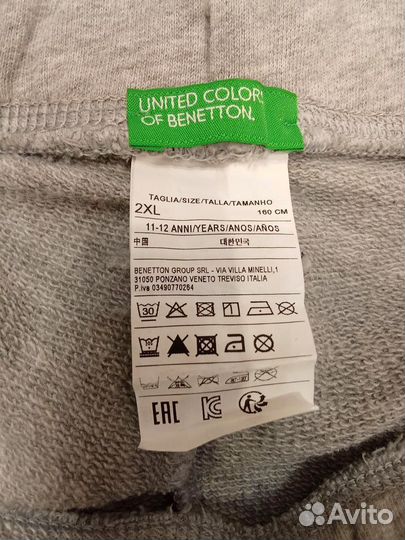 UNITED COLORS
OF BENETTON.
TAGLIA/SIZE/TALLA/TAMANHO
2XL 160 CM
11-12 ANNI/YEARS/ANOS/AÑOS
中国 대한민국
BENETTON GROUP SRL - VIA VILLA MINELLI,1
31050 PONZANO VENETO TREVISO ITALIA
P.iva 03490770264
30
EAC
Avito